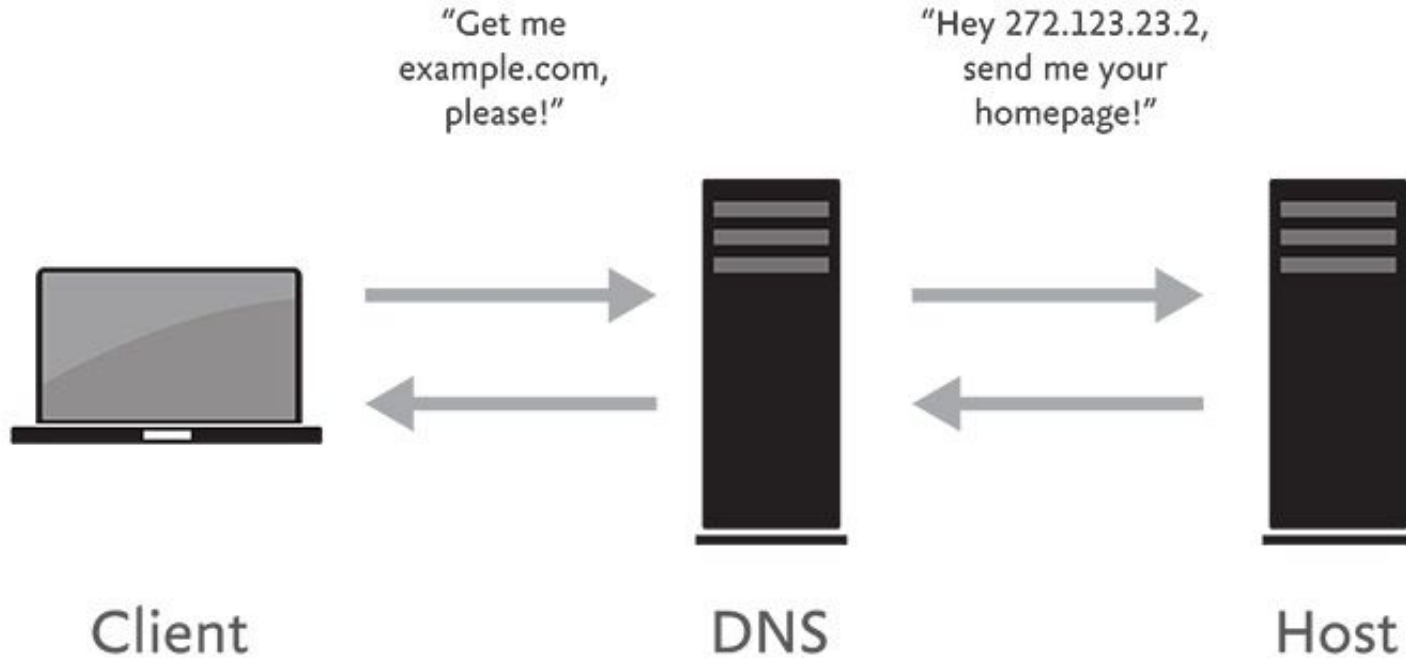 “Get me
example.com,
please!”
“Hey 272.123.23.2,
send me your
homepage!”
Client
DNS
Host